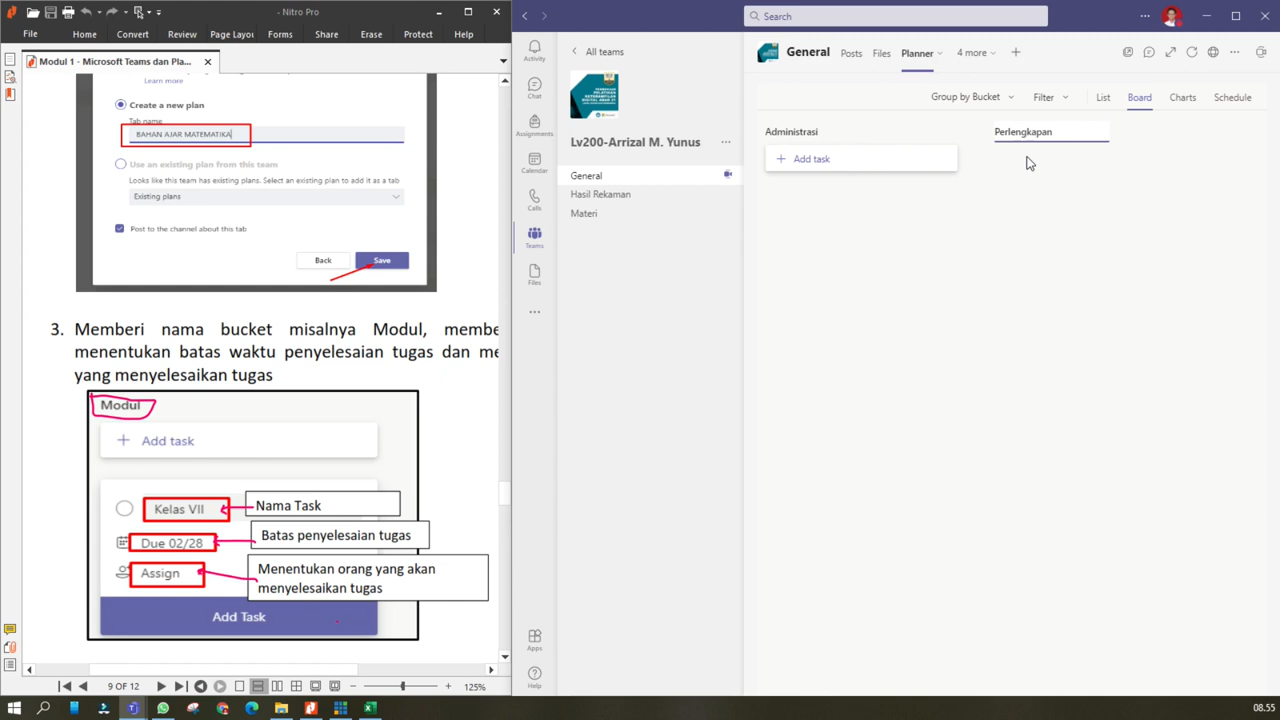 - Nitro Pro
File
Home
Convert
Review
Page Layou
Forms
Share
Erase
Protect
Help
Modul 1 - Microsoft Teams dan Pla...
Learn more
Create a new plan
Tab name
BAHAN AJAR MATEMATIKA
Use an existing plan from this team
Looks like this team has existing plans. Select an existing plan to add it as a tab
Existing plans
Post to the channel about this tab
Back
Save
3. Memberi nama bucket misalnya Modul, membe
menentukan batas waktu penyelesaian tugas dan me
yang menyelesaikan tugas
Modul
Add task
Kelas VII
Nama Task
Due 02/28
Batas penyelesaian tugas
Assign
Menentukan orang yang akan
menyelesaikan tugas
Add Task
9 OF 12
125%
Search
Activity
Chat
Assignments
Calendar
Calls
Teams
Files
Apps
Help
All teams
Lv200-Arrizal M. Yunus
General
Hasil Rekaman
Materi
General
Posts
Files
Planner
4 more
Group by Bucket
Filter
List
Board
Charts
Schedule
Administrasi
Add task
Perlengkapan
08.55